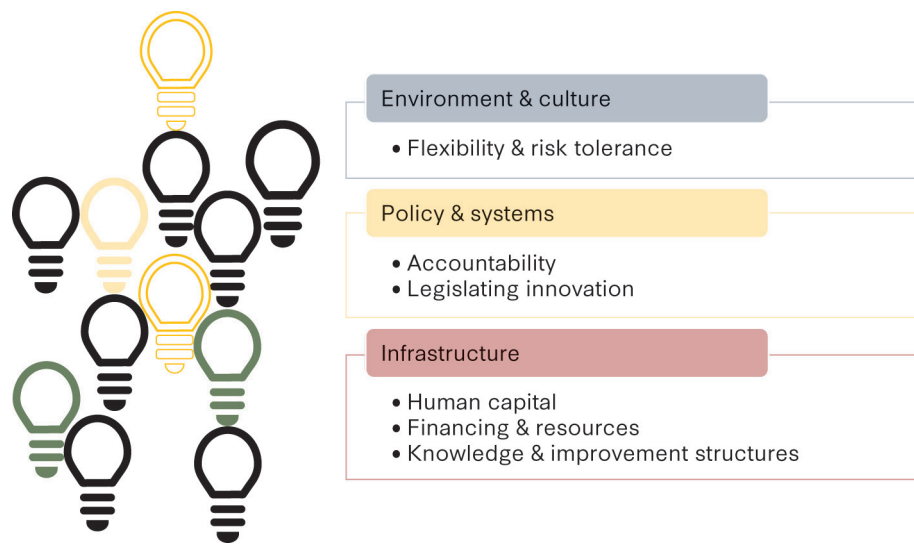 Environment & culture
• Flexibility & risk tolerance
Policy & systems
• Accountability
• Legislating innovation
Infrastructure
• Human capital
• Financing & resources
• Knowledge & improvement structures